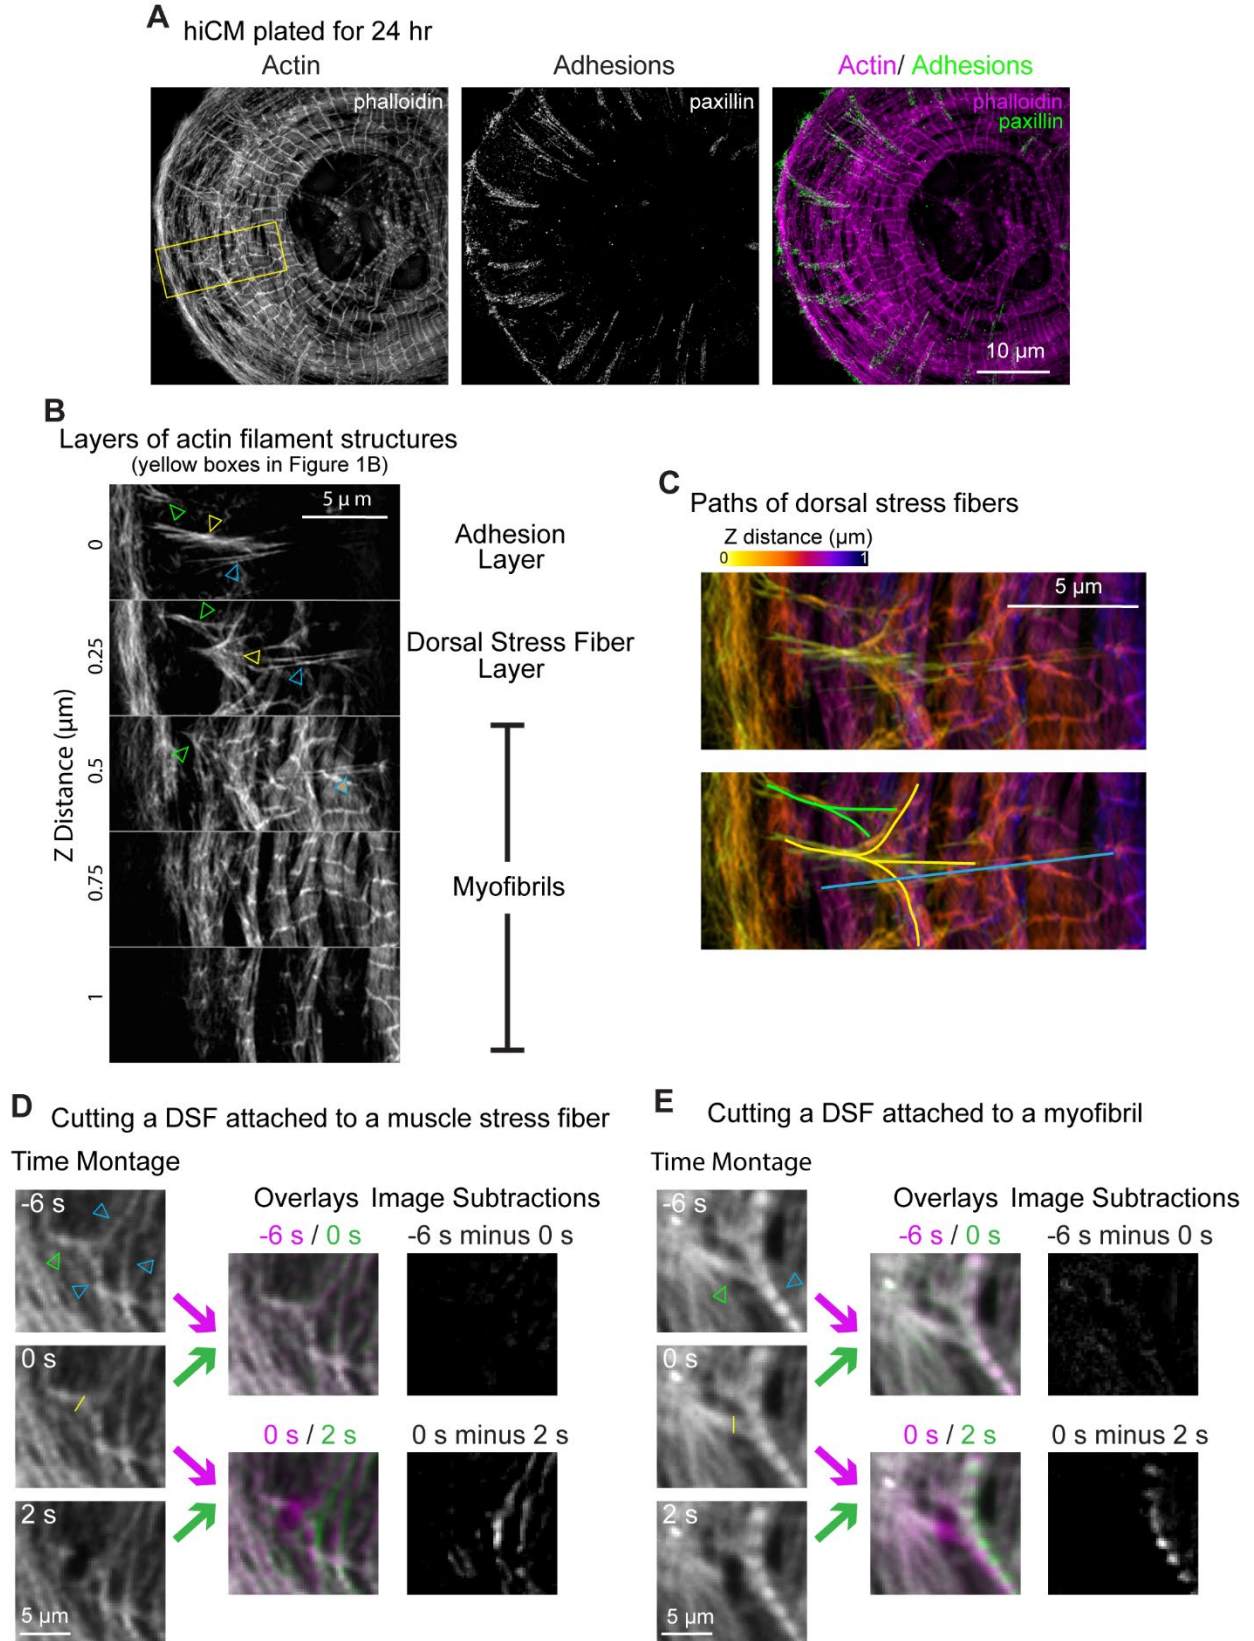 A
hiCM plated for 24 hr
Actin
Adhesions
Actin/ Adhesions
phalloidin
paxillin
phalloidin
paxillin
10 µm
B
Layers of actin filament structures
(yellow boxes in Figure 1B)
5 µ m
Z Distance (µm)
0
0.25
0.5
0.75
1
Adhesion
Layer
Dorsal Stress Fiber
Layer
Myofibrils
C
Paths of dorsal stress fibers
Z distance (µm)
0
1
5 µm
D
Cutting a DSF attached to a muscle stress fiber
Time Montage
-6 s
0 s
2 s
5 µm
Overlays
-6 s / 0 s
0 s / 2 s
Image Subtractions
-6 s minus 0 s
0 s minus 2 s
E
Cutting a DSF attached to a myofibril
Time Montage
-6 s
0 s
2 s
5 µm
Overlays
-6 s / 0 s
0 s / 2 s
Image Subtractions
-6 s minus 0 s
0 s minus 2 s